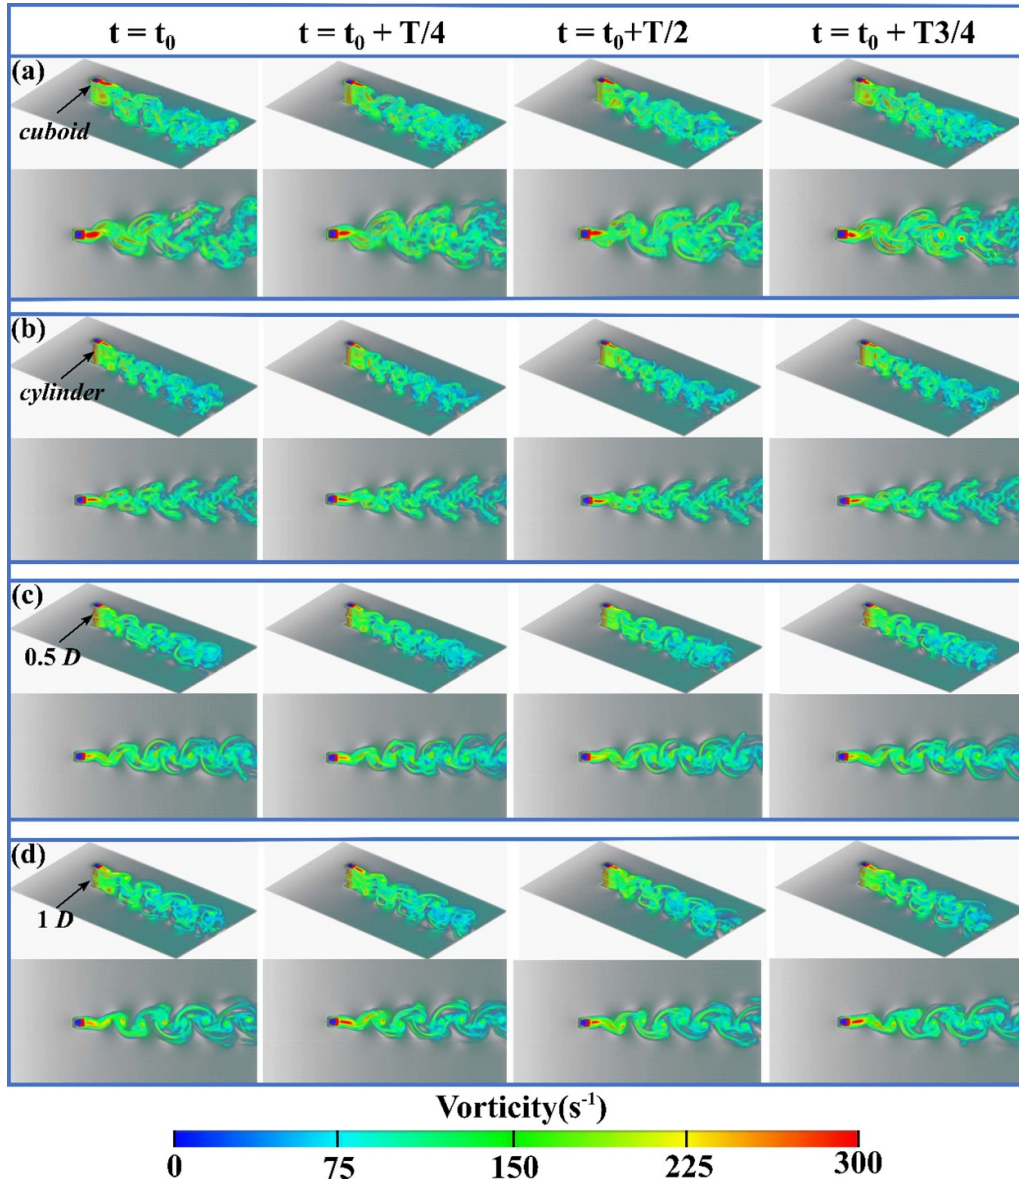 t = t₀ t = t₀ + T/4 t = t₀+T/2 t = t₀ + T3/4
(a)
cuboid
(b)
cylinder
(c)
0.5 D
(d)
1 D
Vorticity(s⁻¹)
0 75 150 225 300